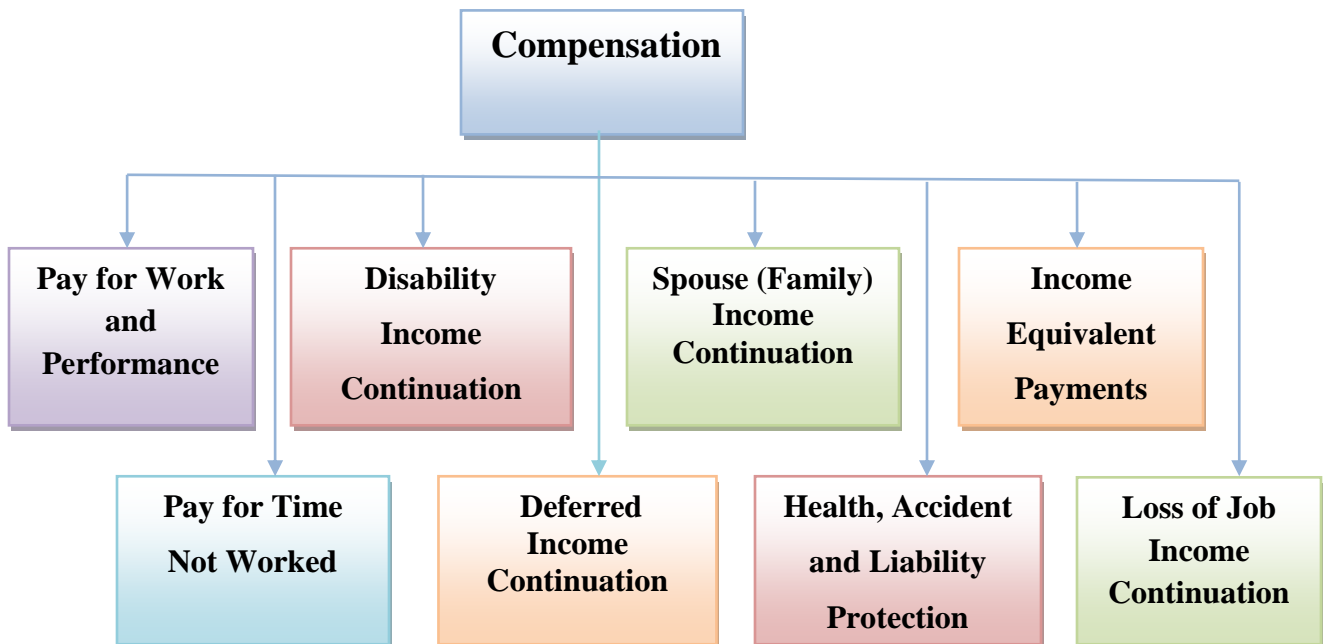 Compensation
Pay for Work
and
Performance
Disability
Income
Continuation
Spouse (Family)
Income
Continuation
Income
Equivalent
Payments
Pay for Time
Not Worked
Deferred
Income
Continuation
Health, Accident
and Liability
Protection
Loss of Job
Income
Continuation